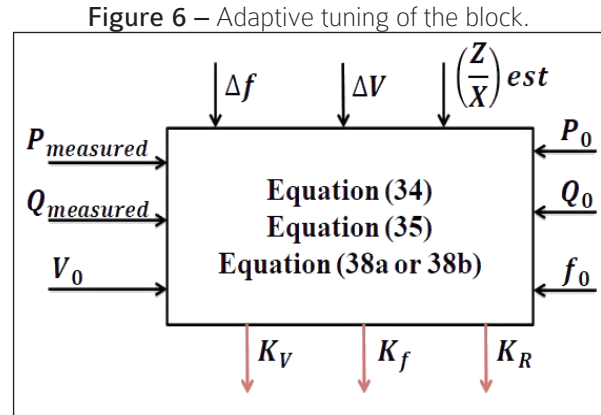 Figure 6 – Adaptive tuning of the block.
Δf
ΔV
(Z/X) est
P_measured
Q_measured
V_0
Equation (34)
Equation (35)
Equation (38a or 38b)
P_0
Q_0
f_0
K_V
K_f
K_R